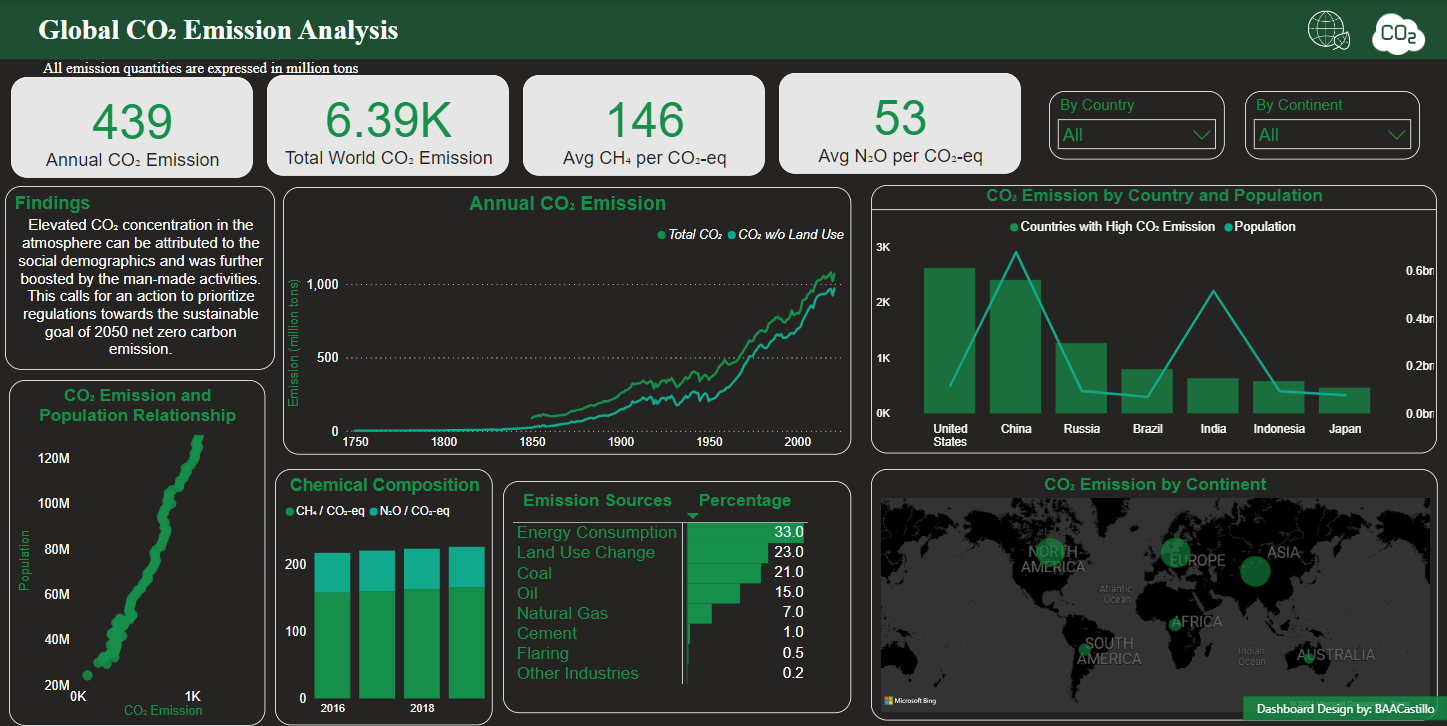 Global CO₂ Emission Analysis
CO₂
All emission quantities are expressed in million tons
439
Annual CO₂ Emission
6.39K
Total World CO₂ Emission
146
Avg CH₄ per CO₂-eq
53
Avg N₂O per CO₂-eq
By Country
All
By Continent
All
Findings
Elevated CO₂ concentration in the
atmosphere can be attributed to the
social demographics and was further
boosted by the man-made activities.
This calls for an action to prioritize
regulations towards the sustainable
goal of 2050 net zero carbon
emission.
Annual CO₂ Emission
Total CO₂ CO₂ w/o Land Use
Emission (million tons)
1,000
500
0
1750 1800 1850 1900 1950 2000
CO₂ Emission by Country and Population
Countries with High CO₂ Emission Population
3K
2K
1K
0K
0.6bn
0.4bn
0.2bn
0.0bn
United
States
China Russia Brazil India Indonesia Japan
CO₂ Emission and
Population Relationship
Population
120M
100M
80M
60M
40M
20M
0K 1K
CO₂ Emission
Chemical Composition
CH₄ / CO₂-eq N₂O / CO₂-eq
200
100
0
2016 2018
Emission Sources Percentage
Energy Consumption 33.0
Land Use Change 23.0
Coal 21.0
Oil 15.0
Natural Gas 7.0
Cement 1.0
Flaring 0.5
Other Industries 0.2
CO₂ Emission by Continent
NORTH
AMERICA
EUROPE
ASIA
Atlantic
Ocean
AFRICA
SOUTH
AMERICA
Indian
Ocean
AUSTRALIA
Microsoft Bing
Dashboard Design by: BAACastillo